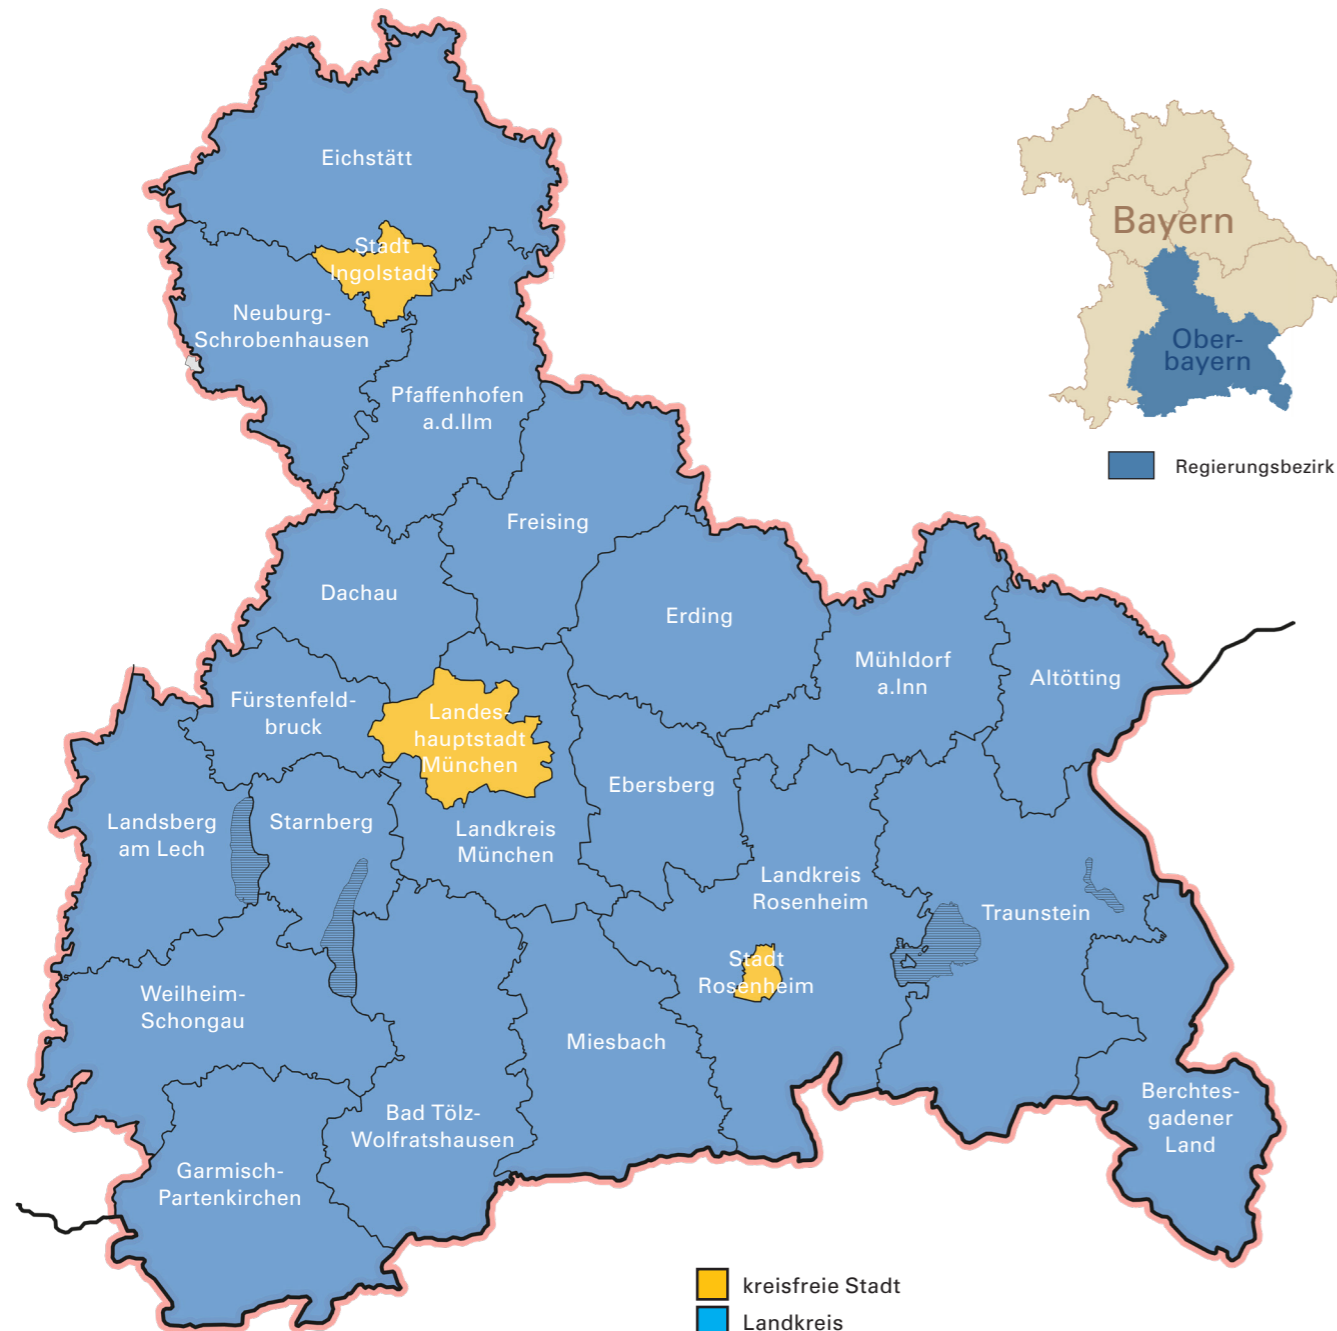 Eichstätt
Stadt
Ingolstadt
Neuburg-
Schrobenhausen
Pfaffenhofen
a.d.Ilm
Bayern
Ober-
bayern
Regierungsbezirk
Freising
Dachau
Erding
Mühldorf
a.Inn
Altötting
Fürstenfeld-
bruck
Landes-
hauptstadt
München
Ebersberg
Landsberg
am Lech
Starnberg
Landkreis
München
Landkreis
Rosenheim
Traunstein
Stadt
Rosenheim
Weilheim-
Schongau
Miesbach
Bad Tölz-
Wolfratshausen
Berchtes-
gadener
Land
Garmisch-
Partenkirchen
kreisfreie Stadt
Landkreis